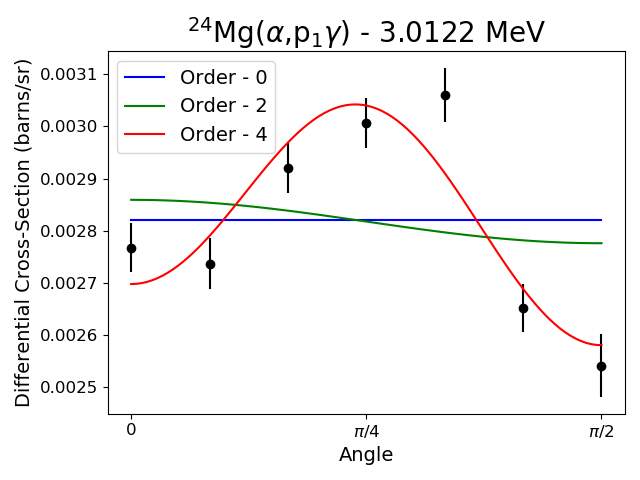 ²⁴Mg(α,p₁γ) - 3.0122 MeV
Differential Cross-Section (barns/sr)
0.0031
0.0030
0.0029
0.0028
0.0027
0.0026
0.0025
Order - 0
Order - 2
Order - 4
0
π/4
π/2
Angle